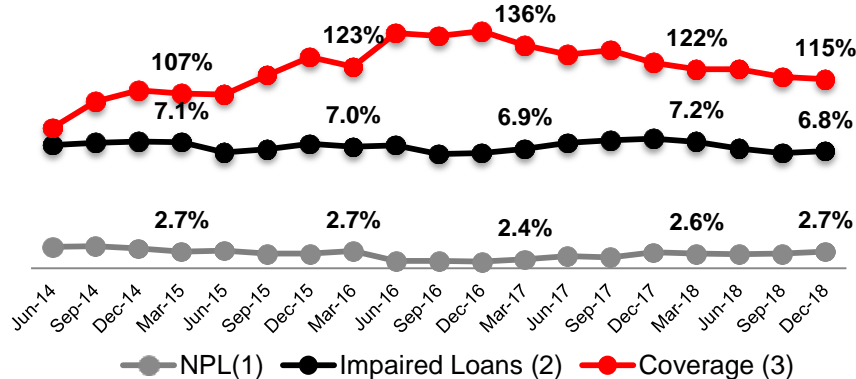 107% 123% 136% 122% 115%
7.1% 7.0% 6.9% 7.2% 6.8%
2.7% 2.7% 2.4% 2.6% 2.7%
Jun-14 Sep-14 Dec-14 Mar-15 Jun-15 Sep-15 Dec-15 Mar-16 Jun-16 Sep-16 Dec-16 Mar-17 Jun-17 Sep-17 Dec-17 Mar-18 Jun-18 Sep-18 Dec-18
NPL(1) Impaired Loans (2) Coverage (3)